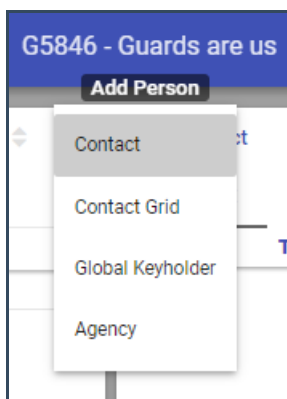 G5846 - Guards are us
Add Person
Contact
Contact Grid
Global Keyholder
Agency